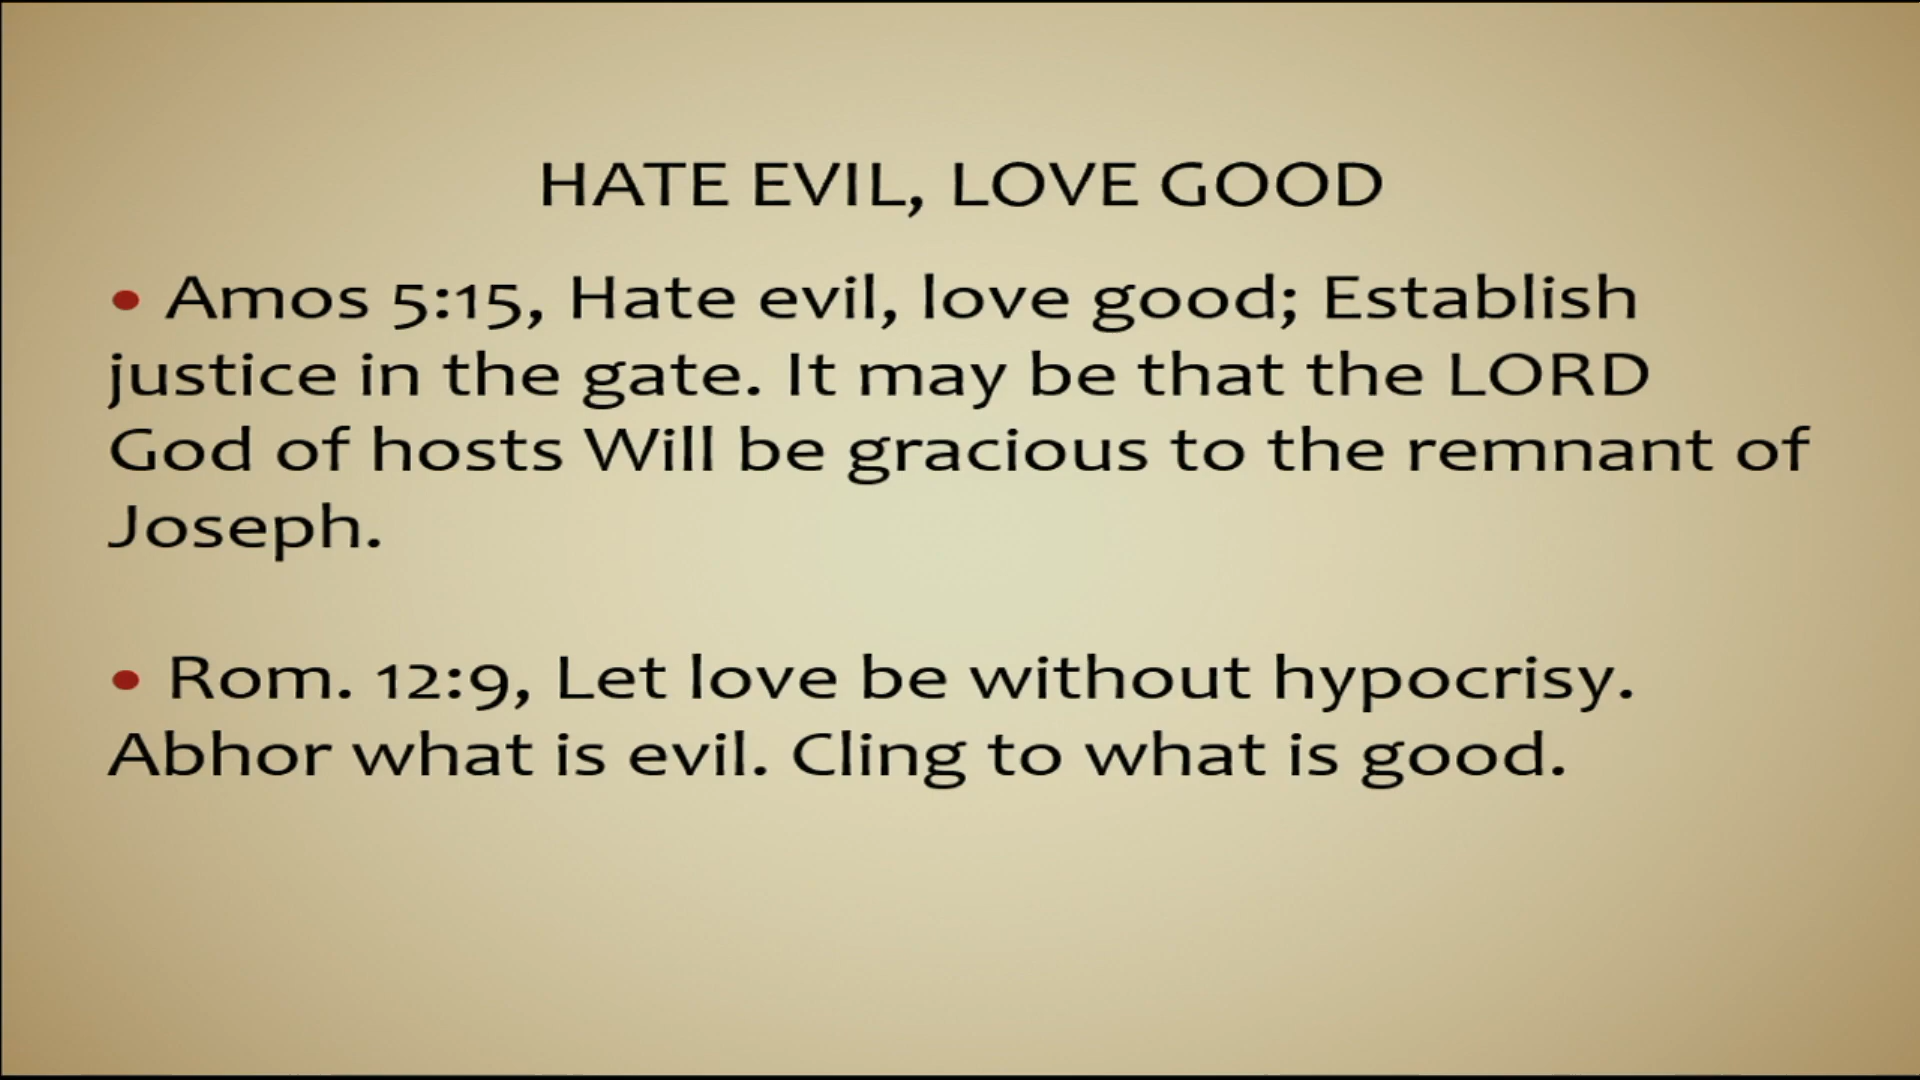 HATE EVIL, LOVE GOOD
• Amos 5:15, Hate evil, love good; Establish
justice in the gate. It may be that the LORD
God of hosts Will be gracious to the remnant of
Joseph.
• Rom. 12:9, Let love be without hypocrisy.
Abhor what is evil. Cling to what is good.